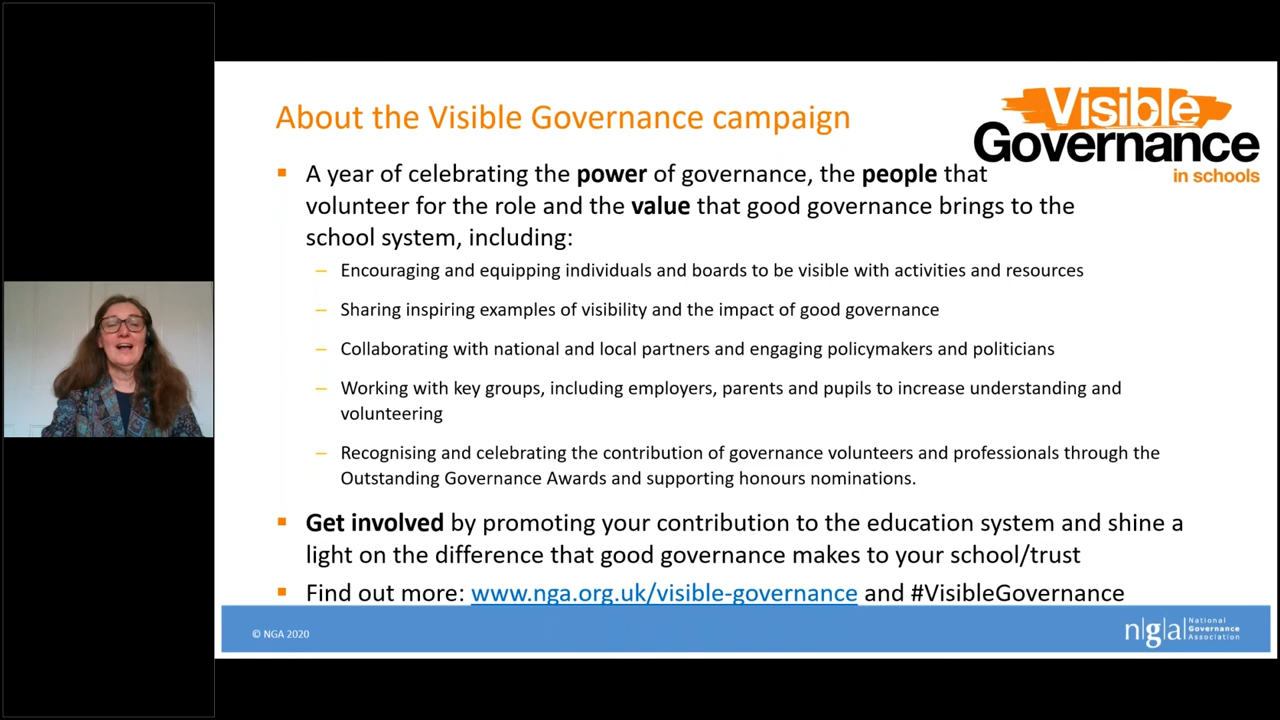 About the Visible Governance campaign
Visible
Governance
in schools
▪ A year of celebrating the power of governance, the people that
volunteer for the role and the value that good governance brings to the
school system, including:
– Encouraging and equipping individuals and boards to be visible with activities and resources
– Sharing inspiring examples of visibility and the impact of good governance
– Collaborating with national and local partners and engaging policymakers and politicians
– Working with key groups, including employers, parents and pupils to increase understanding and
volunteering
– Recognising and celebrating the contribution of governance volunteers and professionals through the
Outstanding Governance Awards and supporting honours nominations.
▪ Get involved by promoting your contribution to the education system and shine a
light on the difference that good governance makes to your school/trust
▪ Find out more: www.nga.org.uk/visible-governance and #VisibleGovernance
© NGA 2020
n|g|a|
National
Governance
Association